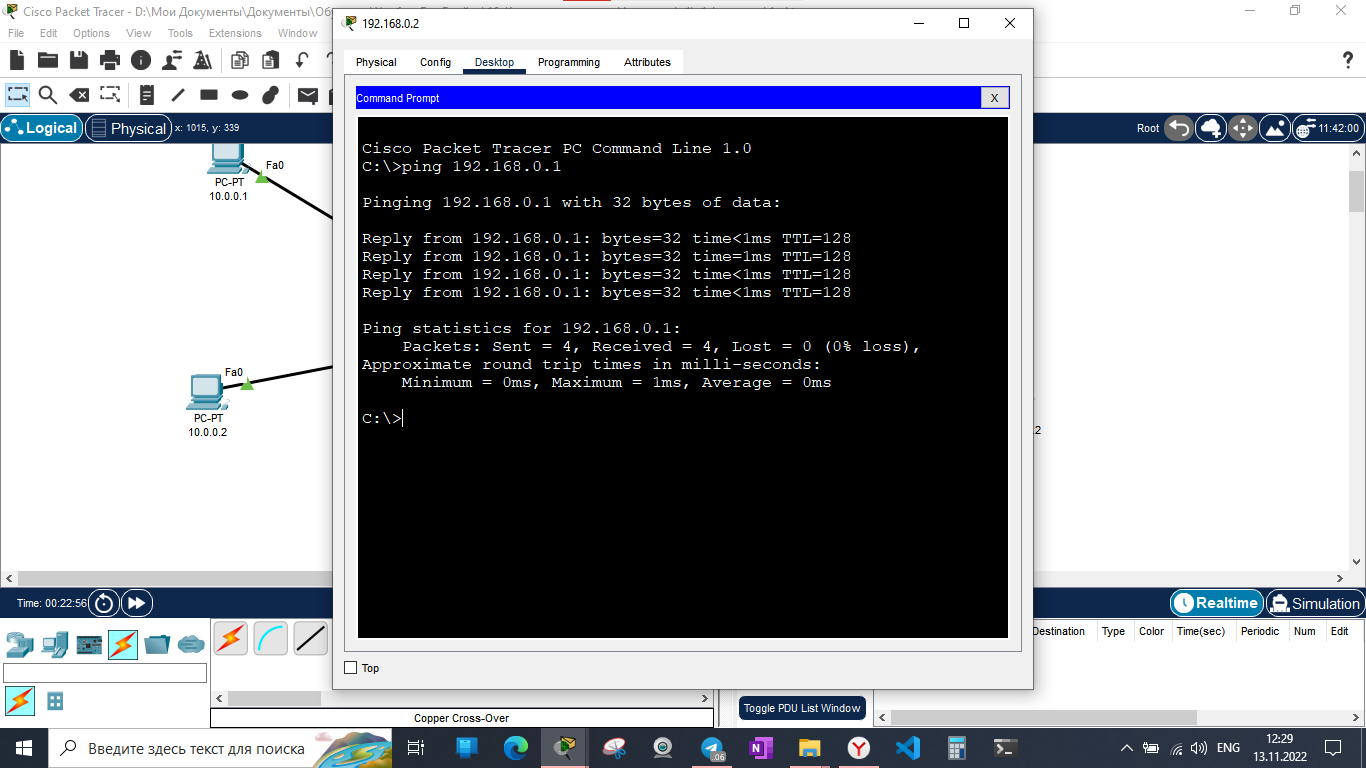 Cisco Packet Tracer - D:\Мои Документы\Документы\Об
192.168.0.2
File Edit Options View Tools Extensions Window
Physical Config Desktop Programming Attributes
Command Prompt X
Logical Physical x: 1015, y: 339
Root 11:42:00
Fa0
PC-PT
10.0.0.1
Fa0
PC-PT
10.0.0.2
Cisco Packet Tracer PC Command Line 1.0
C:\>ping 192.168.0.1
Pinging 192.168.0.1 with 32 bytes of data:
Reply from 192.168.0.1: bytes=32 time<1ms TTL=128
Reply from 192.168.0.1: bytes=32 time=1ms TTL=128
Reply from 192.168.0.1: bytes=32 time<1ms TTL=128
Reply from 192.168.0.1: bytes=32 time<1ms TTL=128
Ping statistics for 192.168.0.1:
Packets: Sent = 4, Received = 4, Lost = 0 (0% loss),
Approximate round trip times in milli-seconds:
Minimum = 0ms, Maximum = 1ms, Average = 0ms
C:\>
2
Top
Time: 00:22:56
Realtime Simulation
Destination Type Color Time(sec) Periodic Num Edit
Toggle PDU List Window
Copper Cross-Over
Введите здесь текст для поиска
.06
ENG
12:29
13.11.2022